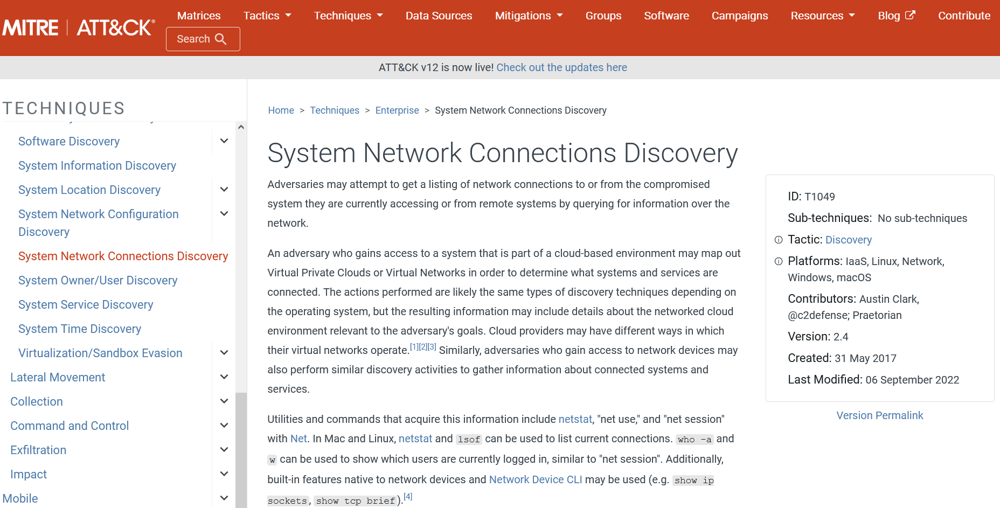 MITRE | ATT&CK®
Matrices
Tactics
Techniques
Data Sources
Mitigations
Groups
Software
Campaigns
Resources
Blog
Contribute
Search
ATT&CK v12 is now live! Check out the updates here
TECHNIQUES
Software Discovery
System Information Discovery
System Location Discovery
System Network Configuration
Discovery
System Network Connections Discovery
System Owner/User Discovery
System Service Discovery
System Time Discovery
Virtualization/Sandbox Evasion
Lateral Movement
Collection
Command and Control
Exfiltration
Impact
Mobile
Home > Techniques > Enterprise > System Network Connections Discovery
System Network Connections Discovery
Adversaries may attempt to get a listing of network connections to or from the compromised
system they are currently accessing or from remote systems by querying for information over the
network.
An adversary who gains access to a system that is part of a cloud-based environment may map out
Virtual Private Clouds or Virtual Networks in order to determine what systems and services are
connected. The actions performed are likely the same types of discovery techniques depending on
the operating system, but the resulting information may include details about the networked cloud
environment relevant to the adversary's goals. Cloud providers may have different ways in which
their virtual networks operate.[1][2][3] Similarly, adversaries who gain access to network devices may
also perform similar discovery activities to gather information about connected systems and
services.
Utilities and commands that acquire this information include netstat, "net use," and "net session"
with Net. In Mac and Linux, netstat and lsof can be used to list current connections. who -a and
w can be used to show which users are currently logged in, similar to "net session". Additionally,
built-in features native to network devices and Network Device CLI may be used (e.g. show ip
sockets, show tcp brief).[4]
ID: T1049
Sub-techniques: No sub-techniques
Tactic: Discovery
Platforms: IaaS, Linux, Network,
Windows, macOS
Contributors: Austin Clark,
@c2defense; Praetorian
Version: 2.4
Created: 31 May 2017
Last Modified: 06 September 2022
Version Permalink